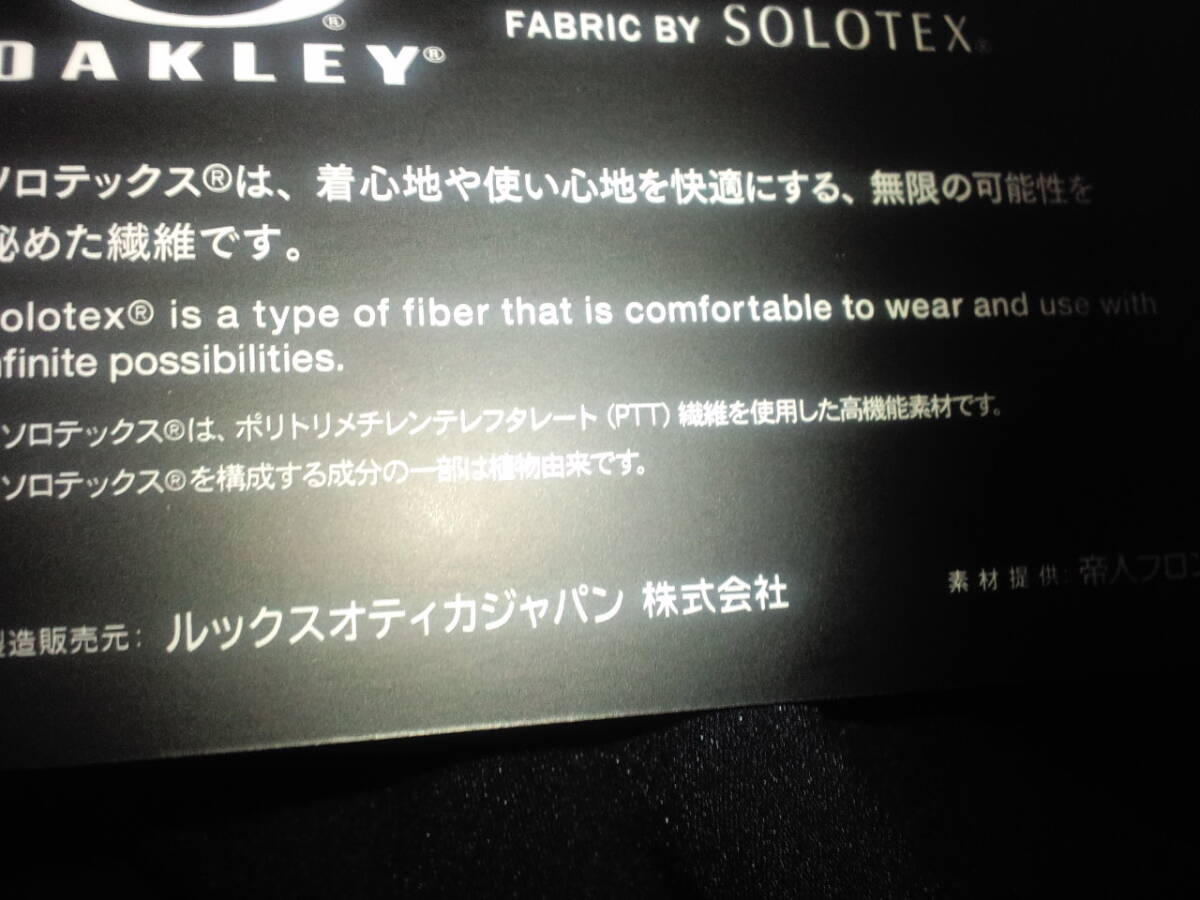 OAKLEY® FABRIC BY SOLOTEX®
ソロテックス®は、着心地や使い心地を快適にする、無限の可能性を
秘めた繊維です。
olotex® is a type of fiber that is comfortable to wear and use with
nfinite possibilities.
ソロテックス®は、ポリトリメチレンテレフタレート(PTT)繊維を使用した高機能素材です。
ソロテックス®を構成する成分の一部は植物由来です。
製造販売元: ルックスオティカジャパン 株式会社 素材提供: 帝人フロン